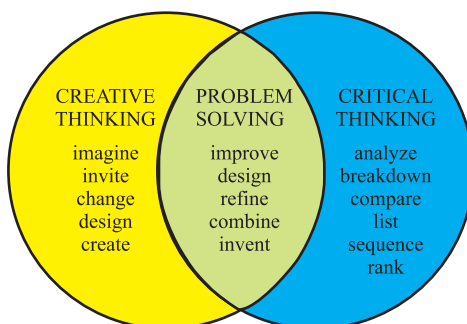 CREATIVE
THINKING
imagine
invite
change
design
create
PROBLEM
SOLVING
improve
design
refine
combine
invent
CRITICAL
THINKING
analyze
breakdown
compare
list
sequence
rank